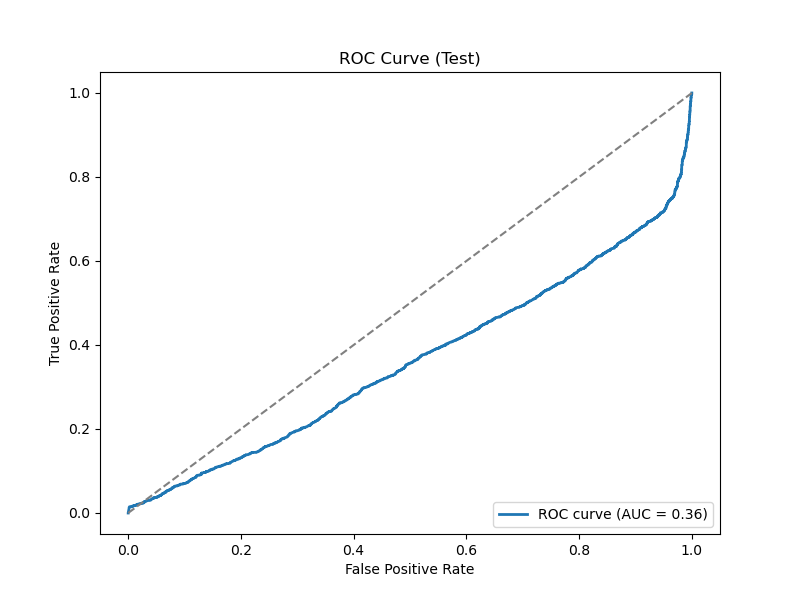 ROC Curve (Test)
True Positive Rate
1.0
0.8
0.6
0.4
0.2
0.0
ROC curve (AUC = 0.36)
0.0 0.2 0.4 0.6 0.8 1.0
False Positive Rate